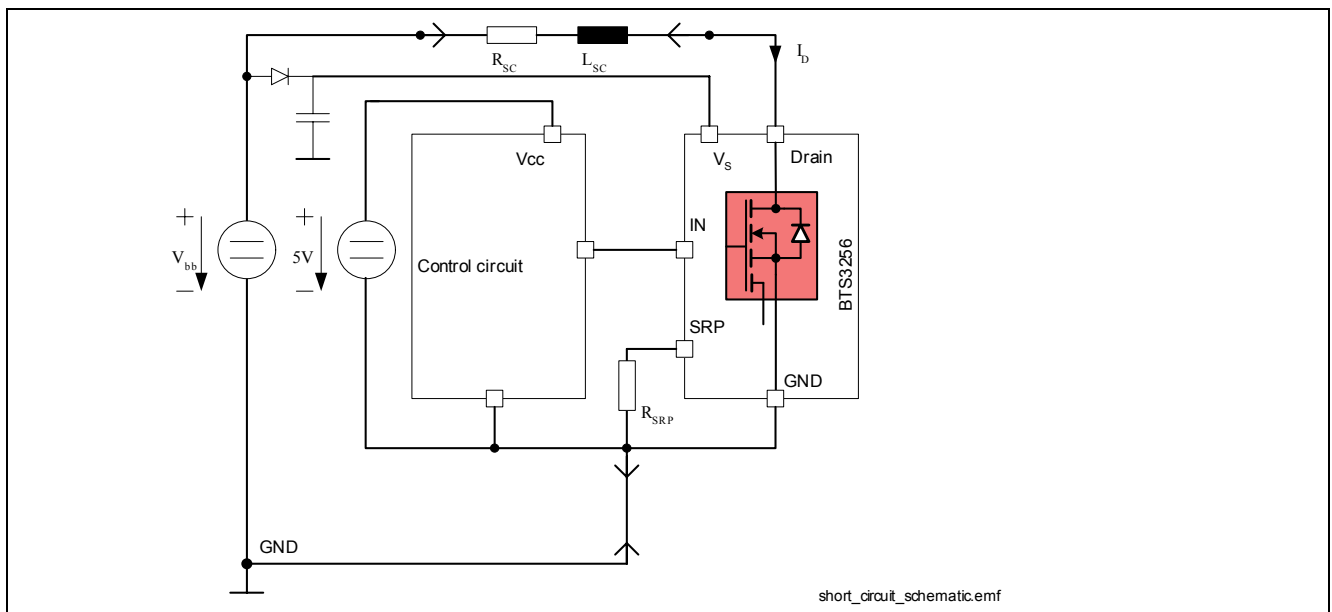 R_SC
L_SC
I_D
Vcc
V_S
Drain
+
V_bb
−
+
5V
−
Control circuit
IN
BTS3256
SRP
GND
R_SRP
GND
short_circuit_schematic.emf